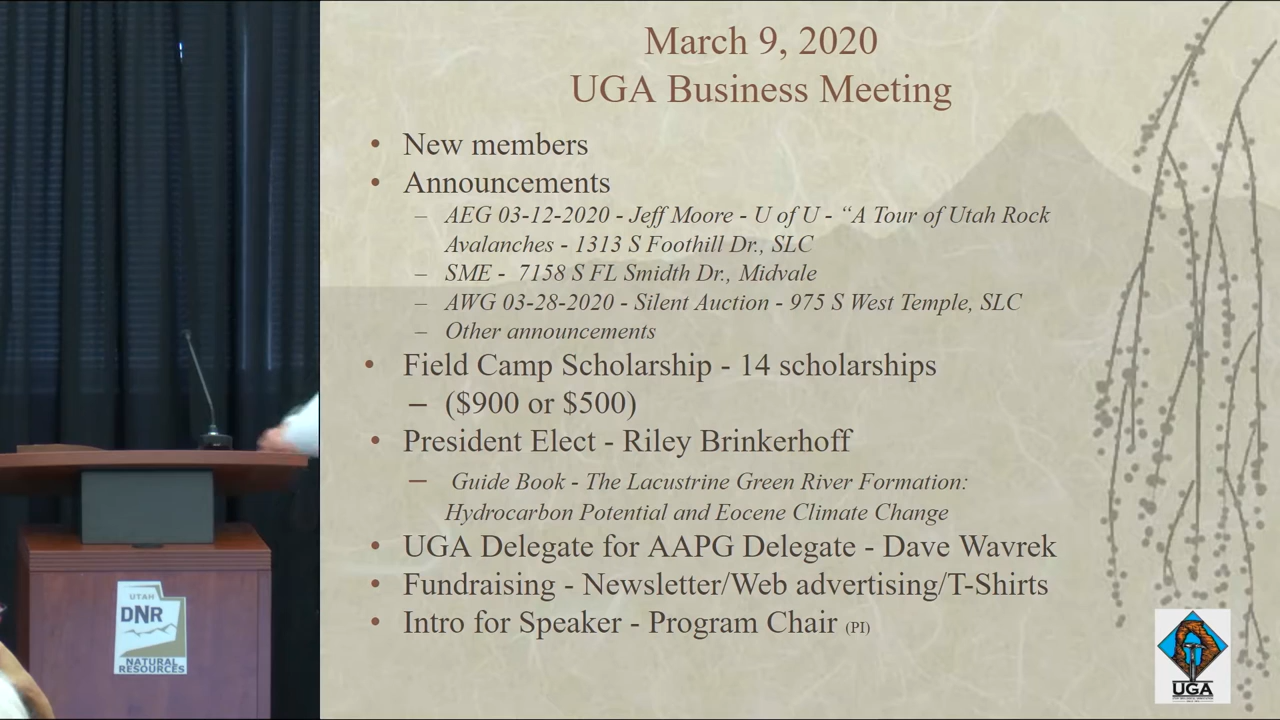 March 9, 2020
UGA Business Meeting
• New members
• Announcements
– AEG 03-12-2020 - Jeff Moore - U of U - “A Tour of Utah Rock
Avalanches - 1313 S Foothill Dr., SLC
– SME - 7158 S FL Smidth Dr., Midvale
– AWG 03-28-2020 - Silent Auction - 975 S West Temple, SLC
– Other announcements
• Field Camp Scholarship - 14 scholarships
– ($900 or $500)
• President Elect - Riley Brinkerhoff
– Guide Book - The Lacustrine Green River Formation:
Hydrocarbon Potential and Eocene Climate Change
• UGA Delegate for AAPG Delegate - Dave Wavrek
• Fundraising - Newsletter/Web advertising/T-Shirts
• Intro for Speaker - Program Chair (PI)
UTAH
DNR
NATURAL
RESOURCES
UGA